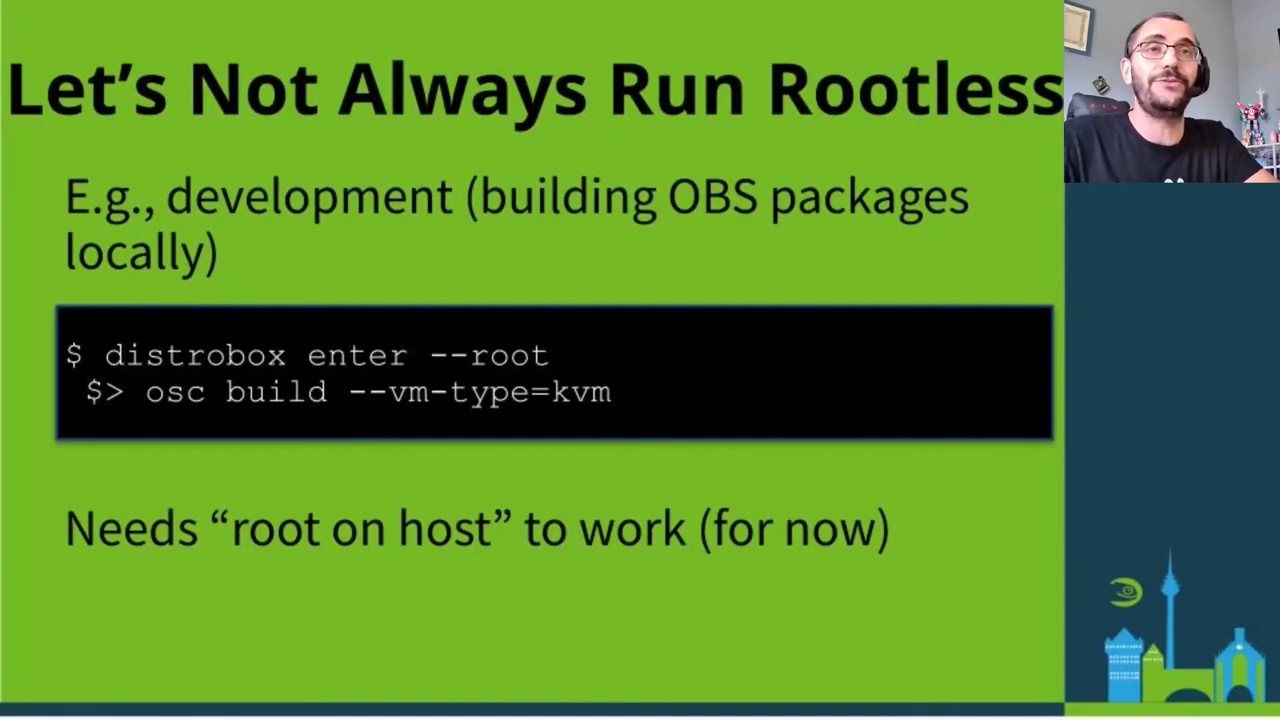 Let’s Not Always Run Rootless
E.g., development (building OBS packages
locally)
$ distrobox enter --root
$> osc build --vm-type=kvm
Needs “root on host” to work (for now)